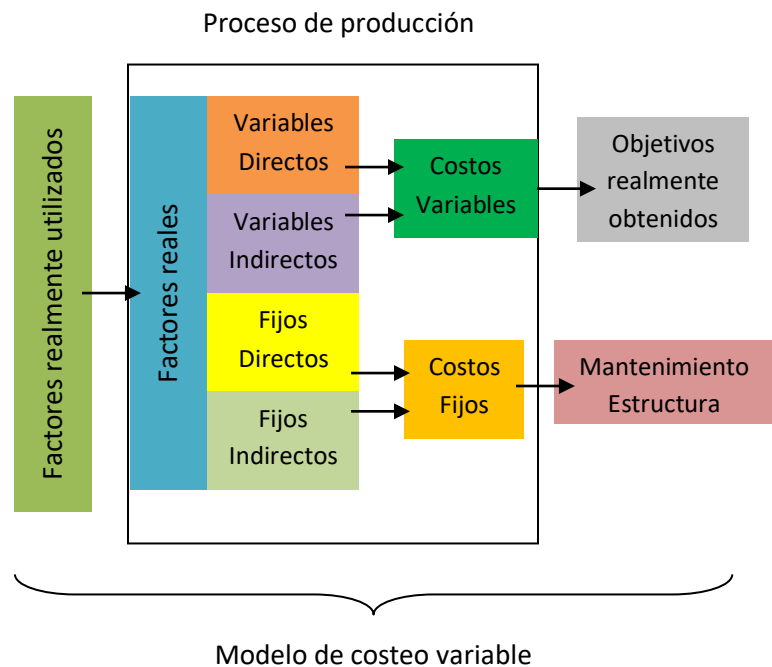 Proceso de producción
Factores realmente utilizados
Factores reales
Variables
Directos
Variables
Indirectos
Fijos
Directos
Fijos
Indirectos
Costos
Variables
Costos
Fijos
Objetivos
realmente
obtenidos
Mantenimiento
Estructura
Modelo de costeo variable